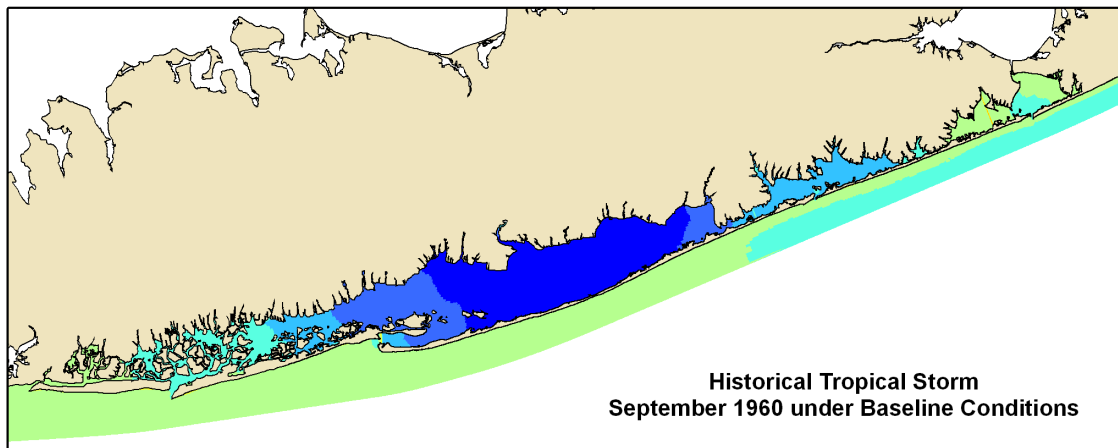 Historical Tropical Storm
September 1960 under Baseline Conditions